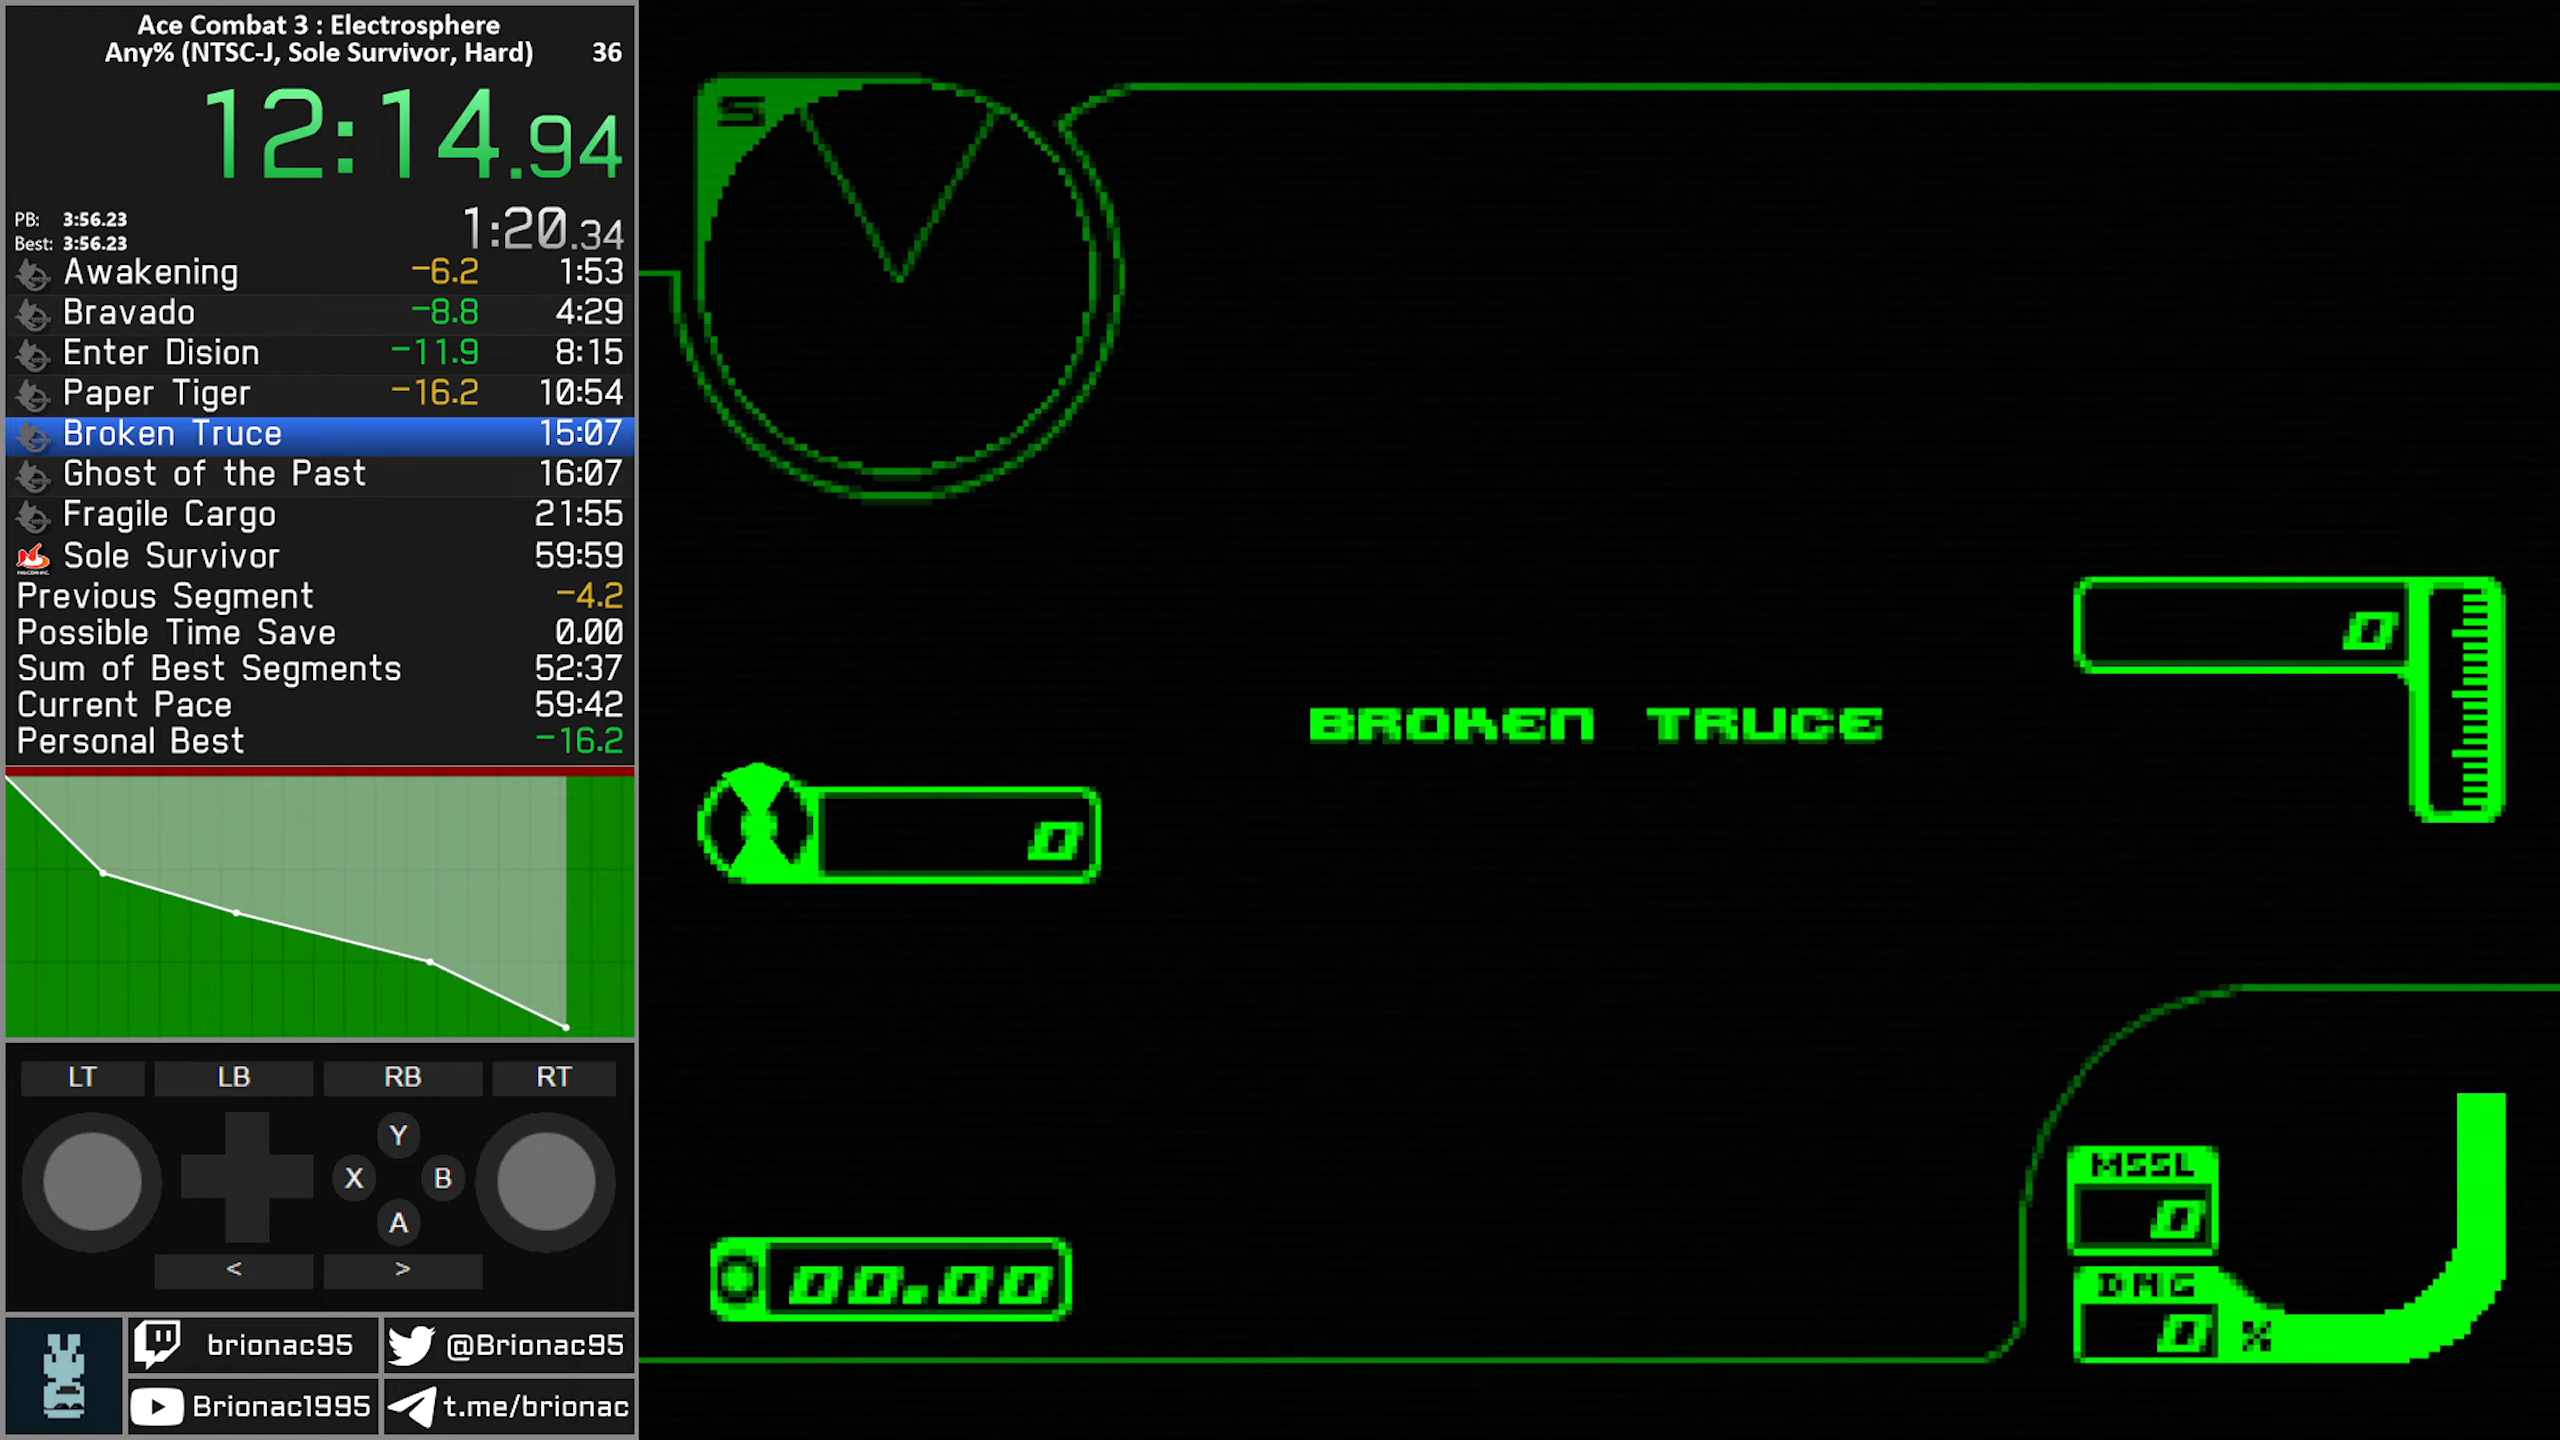 Ace Combat 3 : Electrosphere
Any% (NTSC-J, Sole Survivor, Hard) 36
12:14.94
PB: 3:56.23
Best: 3:56.23
1:20.34
Awakening -6.2 1:53
Bravado -8.8 4:29
Enter Dision -11.9 8:15
Paper Tiger -16.2 10:54
Broken Truce 15:07
Ghost of the Past 16:07
Fragile Cargo 21:55
Sole Survivor 59:59
Previous Segment -4.2
Possible Time Save 0.00
Sum of Best Segments 52:37
Current Pace 59:42
Personal Best -16.2
LT LB RB RT
Y
X B
A
< >
brionac95 @Brionac95
Brionac1995 t.me/brionac
S
0
BROKEN TRUCE
0
00.00
MSSL
0
DMG
0 %